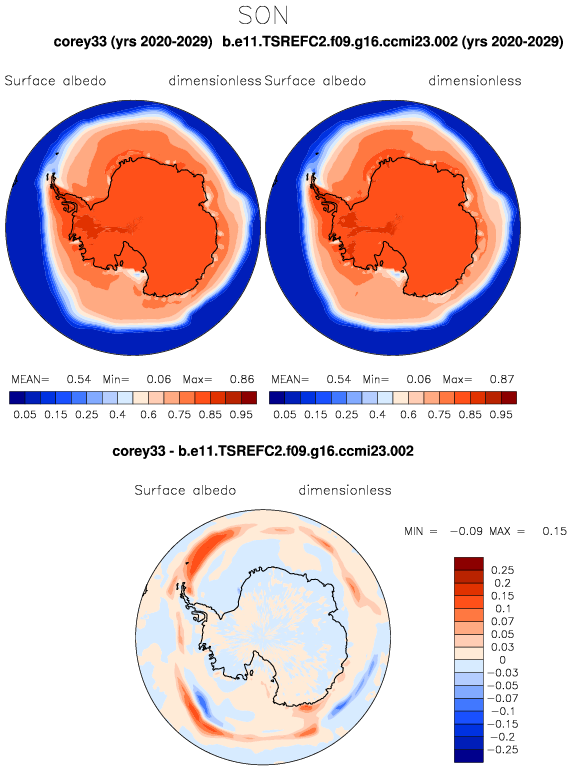 SON
corey33 (yrs 2020-2029) b.e11.TSREFC2.f09.g16.ccmi23.002 (yrs 2020-2029)
Surface albedo dimensionless Surface albedo dimensionless
MEAN= 0.54 Min= 0.06 Max= 0.86 MEAN= 0.54 Min= 0.06 Max= 0.87
0.05 0.15 0.25 0.4 0.6 0.75 0.85 0.95 0.05 0.15 0.25 0.4 0.6 0.75 0.85 0.95
corey33 - b.e11.TSREFC2.f09.g16.ccmi23.002
Surface albedo dimensionless
MIN = -0.09 MAX = 0.15
0.25
0.2
0.15
0.1
0.07
0.05
0.03
0
-0.03
-0.05
-0.07
-0.1
-0.15
-0.2
-0.25